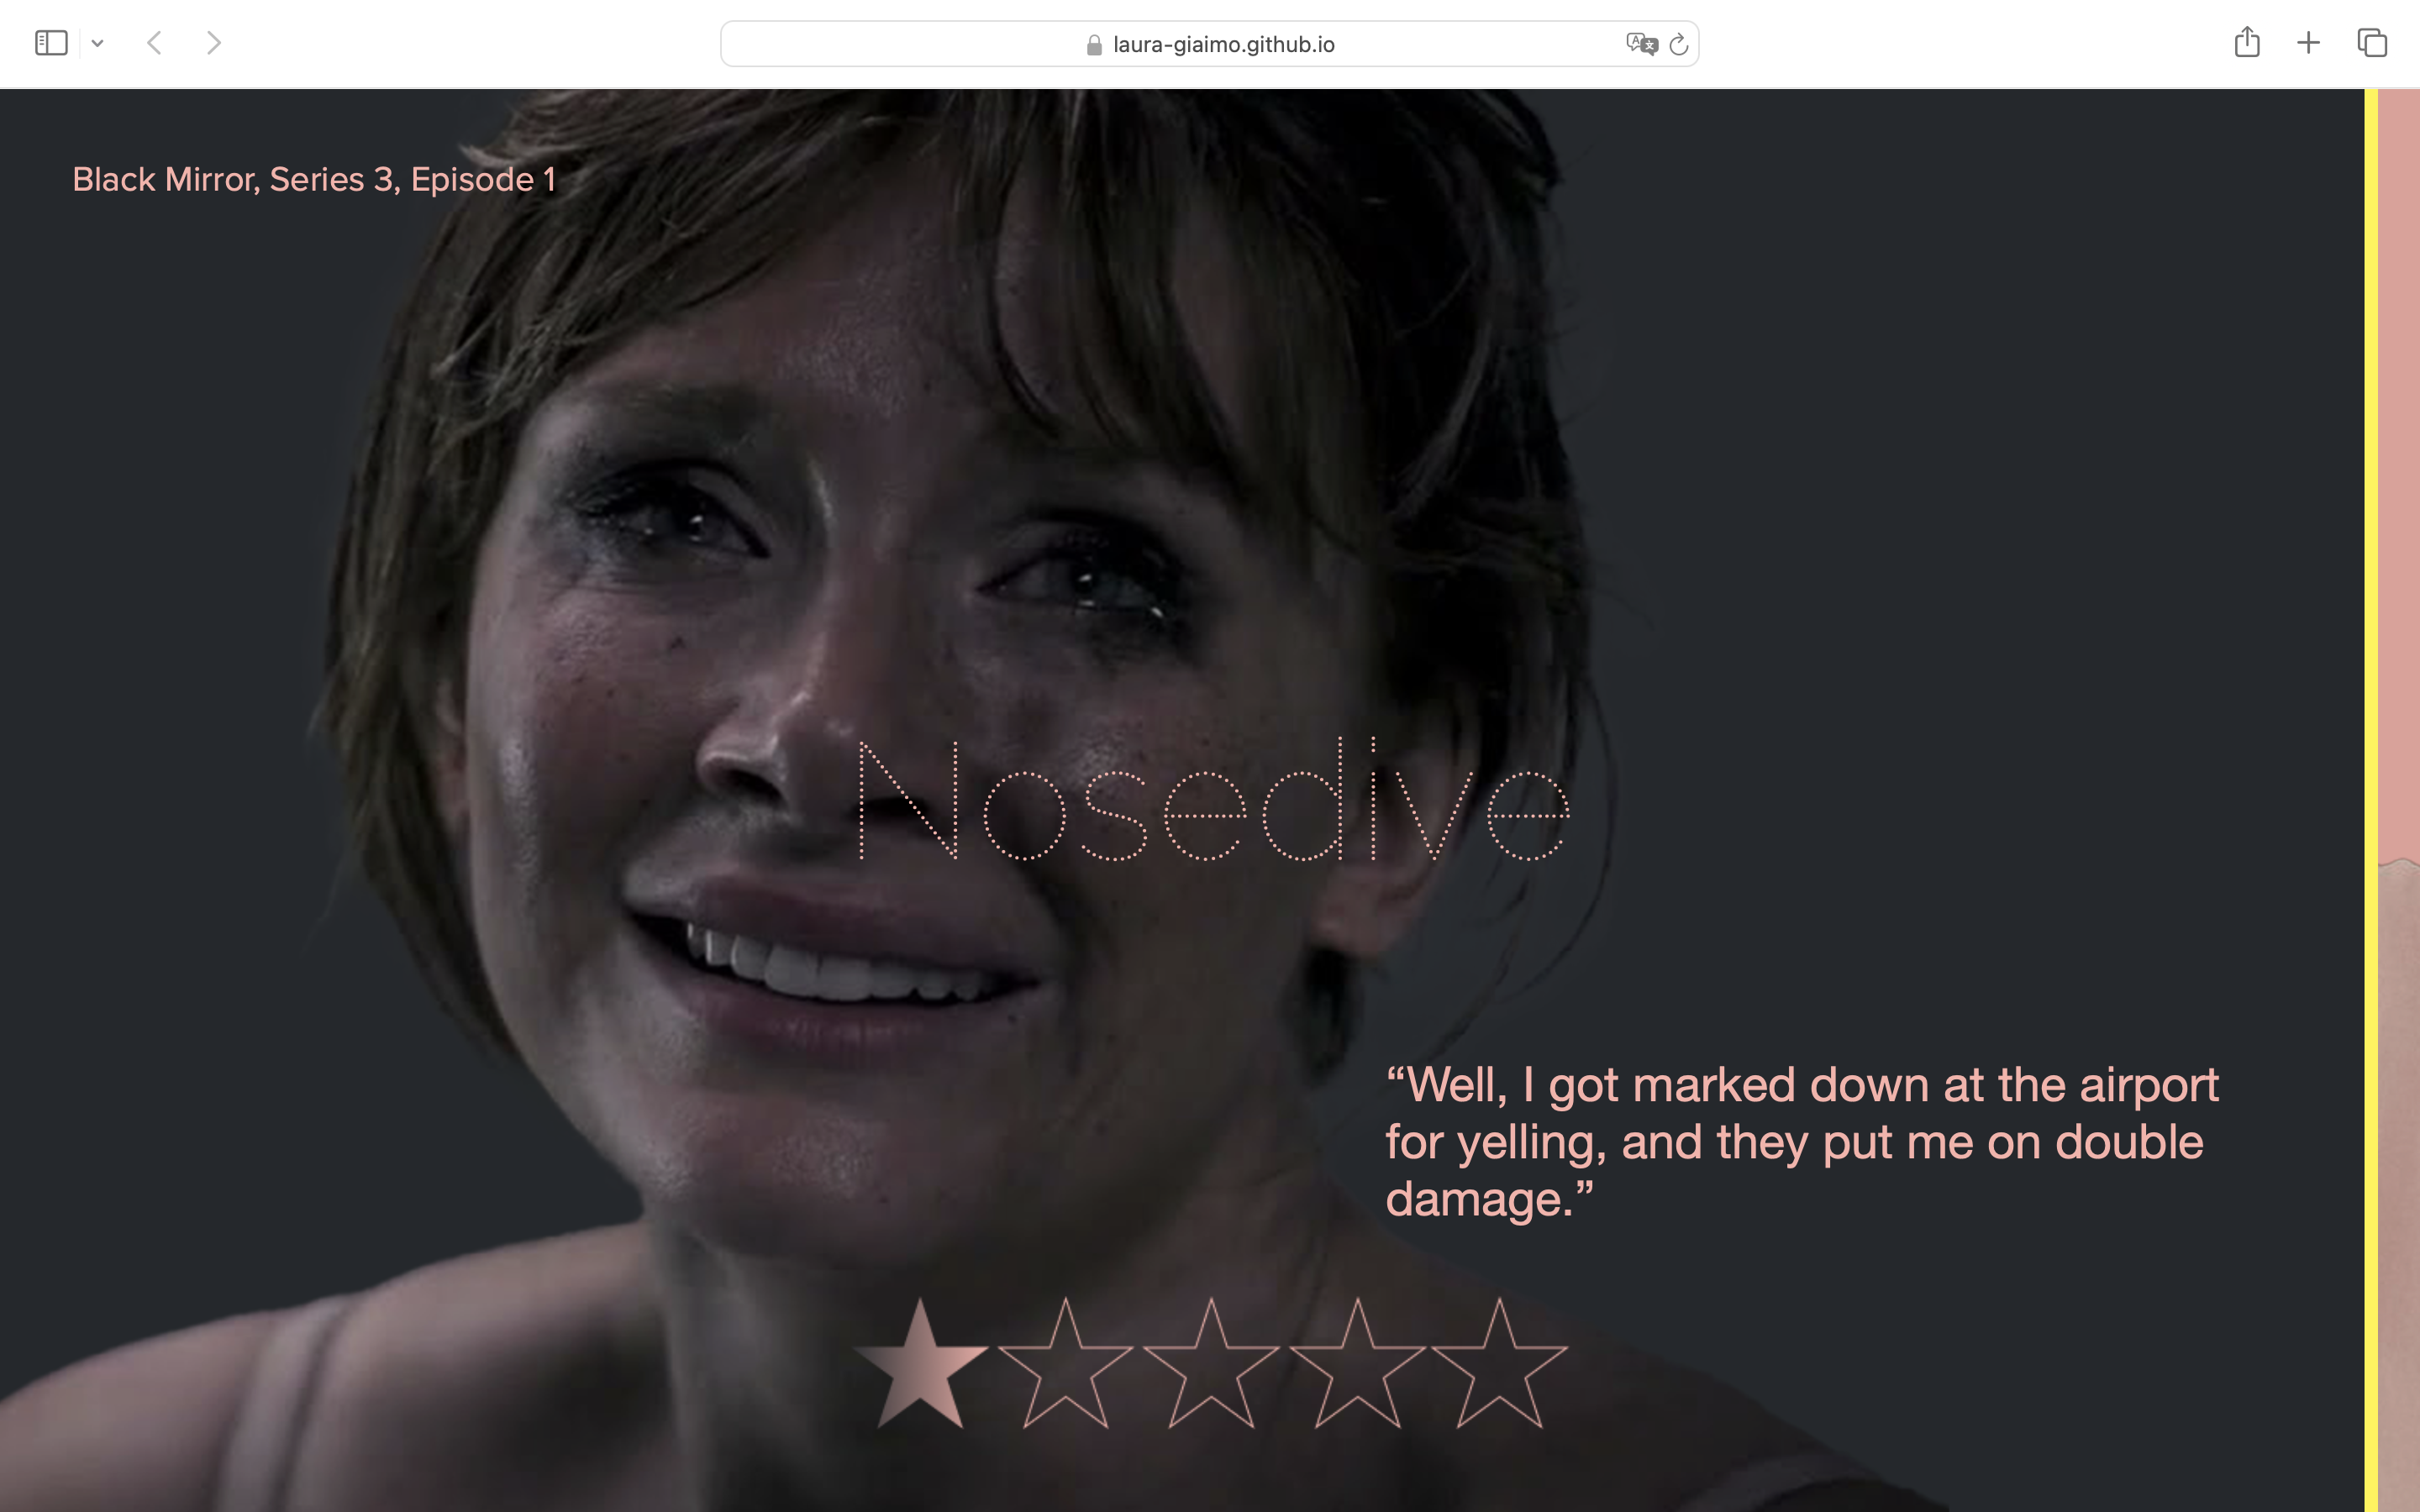 laura-giaimo.github.io
Black Mirror, Series 3, Episode 1
Nosedive
“Well, I got marked down at the airport
for yelling, and they put me on double
damage.”